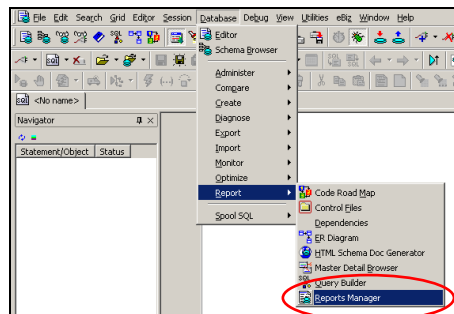 File Edit Search Grid Editor Session Database Debug View Utilities eBiz Window Help
Editor
Schema Browser
Administer
Compare
Create
Diagnose
Export
Import
Monitor
Optimize
Report
Spool SQL
<No name>
Navigator
Statement/Object Status
Code Road Map
Control Files
Dependencies
ER Diagram
HTML Schema Doc Generator
Master Detail Browser
Query Builder
Reports Manager